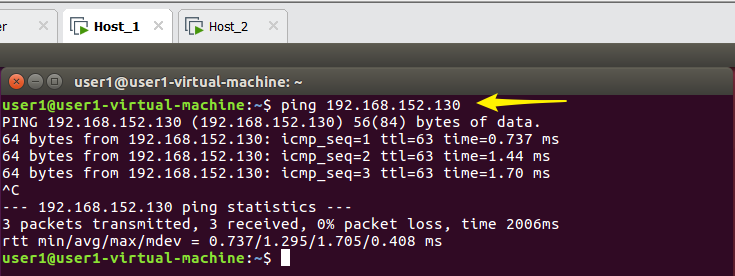 er Host_1 Host_2
user1@user1-virtual-machine: ~
user1@user1-virtual-machine:~$ ping 192.168.152.130
PING 192.168.152.130 (192.168.152.130) 56(84) bytes of data.
64 bytes from 192.168.152.130: icmp_seq=1 ttl=63 time=0.737 ms
64 bytes from 192.168.152.130: icmp_seq=2 ttl=63 time=1.44 ms
64 bytes from 192.168.152.130: icmp_seq=3 ttl=63 time=1.70 ms
^C
--- 192.168.152.130 ping statistics ---
3 packets transmitted, 3 received, 0% packet loss, time 2006ms
rtt min/avg/max/mdev = 0.737/1.295/1.705/0.408 ms
user1@user1-virtual-machine:~$